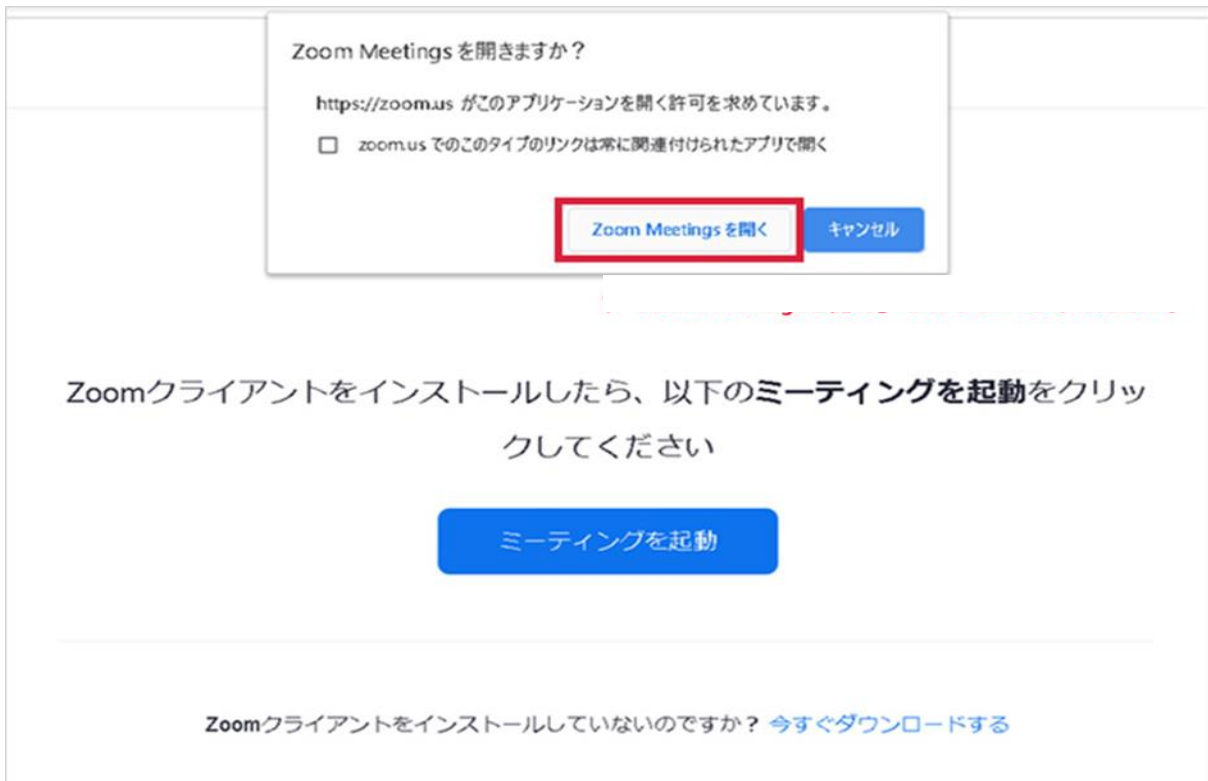 Zoom Meetings を開きますか？
https://zoom.us がこのアプリケーションを開く許可を求めています。
zoom.us でのこのタイプのリンクは常に関連付けられたアプリで開く
Zoom Meetings を開く
キャンセル
Zoomクライアントをインストールしたら、以下のミーティングを起動をクリッ
クしてください
ミーティングを起動
Zoomクライアントをインストールしていないのですか？ 今すぐダウンロードする